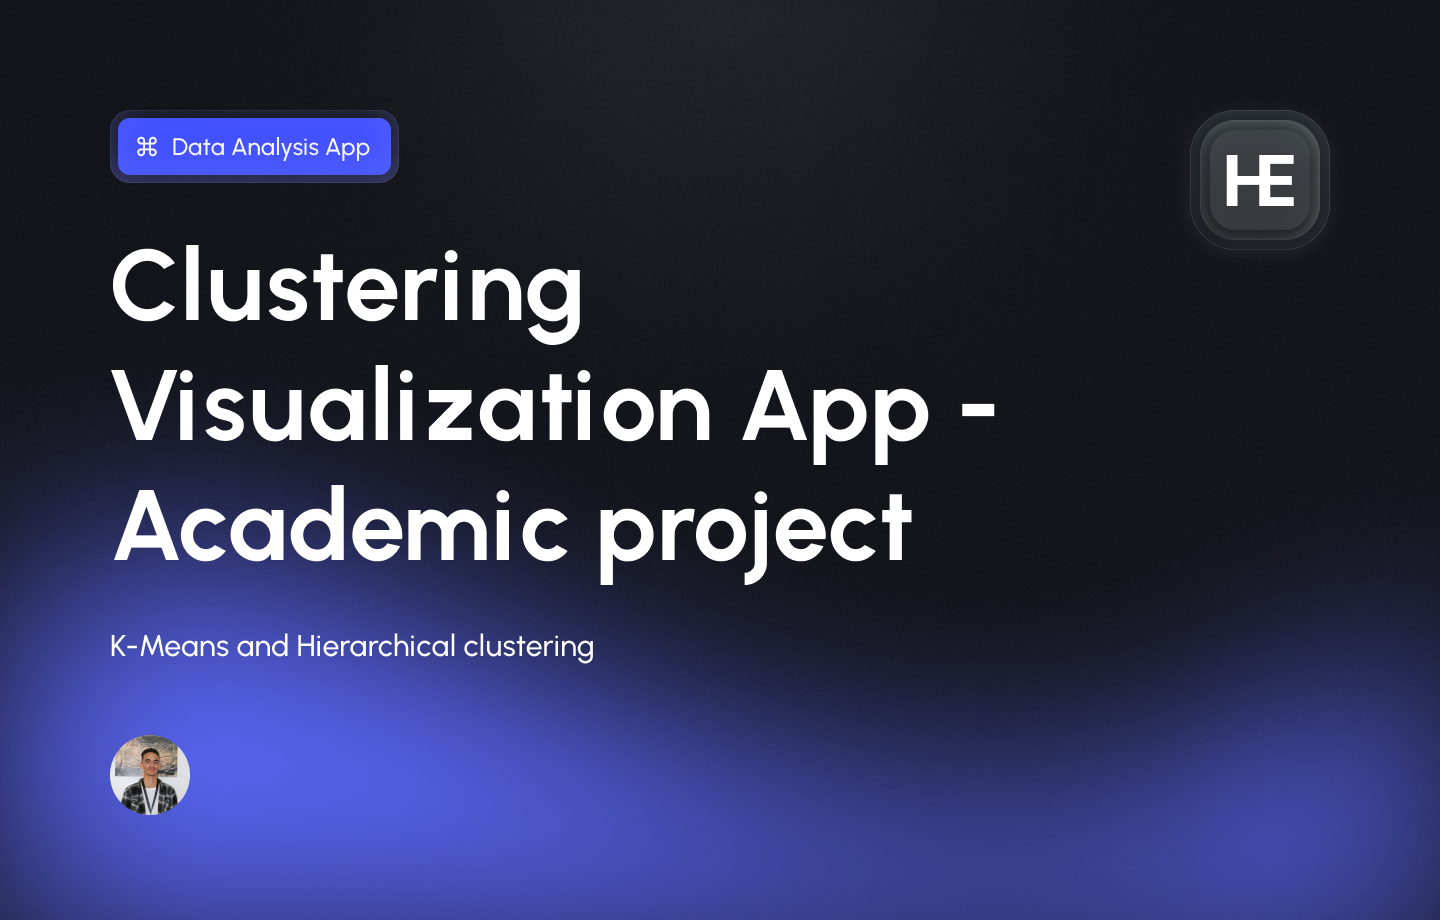 ⌘ Data Analysis App
HE
Clustering
Visualization App -
Academic project
K-Means and Hierarchical clustering